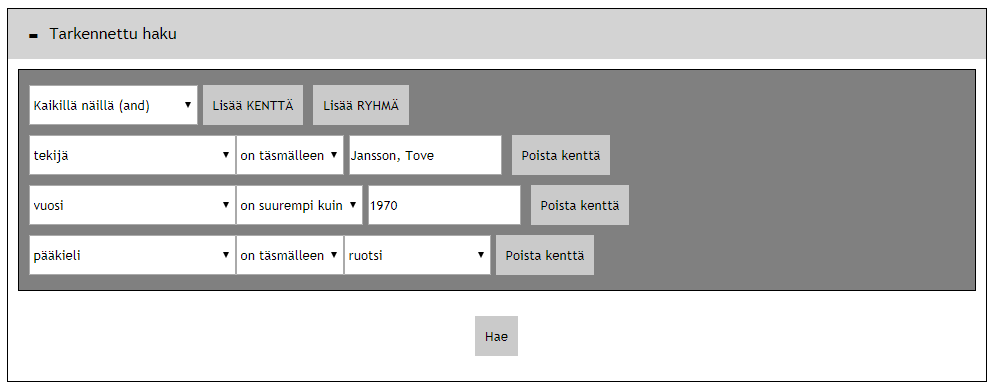 - Tarkennettu haku
Kaikillä näillä (and) Lisää KENTTÄ Lisää RYHMÄ
tekijä on täsmälleen Jansson, Tove Poista kenttä
vuosi on suurempi kuin 1970 Poista kenttä
pääkieli on täsmälleen ruotsi Poista kenttä
Hae